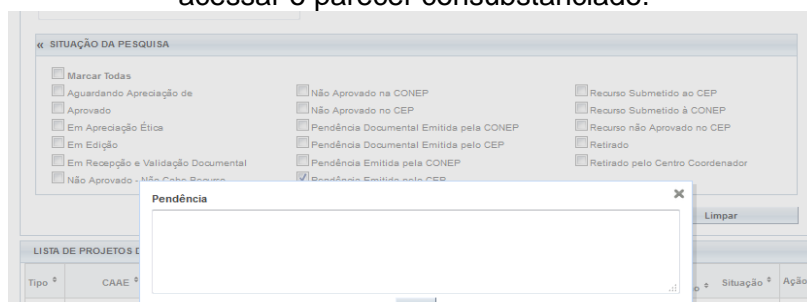 acessar o parecer consubstanciado.
« SITUAÇÃO DA PESQUISA
Marcar Todas
Aguardando Apreciação de
Aprovado
Em Apreciação Ética
Em Edição
Em Recepção e Validação Documental
Não Aprovado - Não Cabe Recurso
Não Aprovado na CONEP
Não Aprovado no CEP
Pendência Documental Emitida pela CONEP
Pendência Documental Emitida pelo CEP
Pendência Emitida pela CONEP
Pendência Emitida pelo CEP
Recurso Submetido ao CEP
Recurso Submetido à CONEP
Recurso não Aprovado no CEP
Retirado
Retirado pelo Centro Coordenador
Pendência
Limpar
LISTA DE PROJETOS D
Tipo CAAE Situação Ação